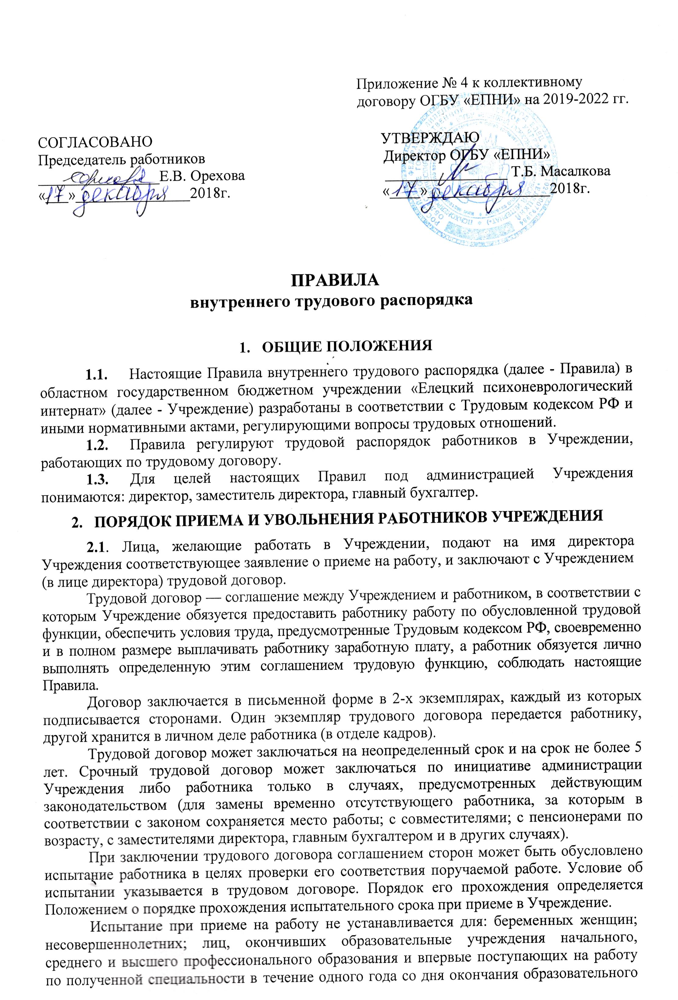 Приложение № 4 к коллективному
договору ОГБУ «ЕПНИ» на 2019-2022 гг.
СОГЛАСОВАНО
Председатель работников
Е.В. Орехова
«17» декабря 2018г.
УТВЕРЖДАЮ
Директор ОГБУ «ЕПНИ»
Т.Б. Масалкова
«17» декабря 2018г.
ПРАВИЛА
внутреннего трудового распорядка
1. ОБЩИЕ ПОЛОЖЕНИЯ
1.1. Настоящие Правила внутреннего трудового распорядка (далее - Правила) в
областном государственном бюджетном учреждении «Елецкий психоневрологический
интернат» (далее - Учреждение) разработаны в соответствии с Трудовым кодексом РФ и
иными нормативными актами, регулирующими вопросы трудовых отношений.
1.2. Правила регулируют трудовой распорядок работников в Учреждении,
работающих по трудовому договору.
1.3. Для целей настоящих Правил под администрацией Учреждения
понимаются: директор, заместитель директора, главный бухгалтер.
2. ПОРЯДОК ПРИЕМА И УВОЛЬНЕНИЯ РАБОТНИКОВ УЧРЕЖДЕНИЯ
2.1. Лица, желающие работать в Учреждении, подают на имя директора
Учреждения соответствующее заявление о приеме на работу, и заключают с Учреждением
(в лице директора) трудовой договор.
Трудовой договор — соглашение между Учреждением и работником, в соответствии с
которым Учреждение обязуется предоставить работнику работу по обусловленной трудовой
функции, обеспечить условия труда, предусмотренные Трудовым кодексом РФ, своевременно
и в полном размере выплачивать работнику заработную плату, а работник обязуется лично
выполнять определенную этим соглашением трудовую функцию, соблюдать настоящие
Правила.
Договор заключается в письменной форме в 2-х экземплярах, каждый из которых
подписывается сторонами. Один экземпляр трудового договора передается работнику,
другой хранится в личном деле работника (в отделе кадров).
Трудовой договор может заключаться на неопределенный срок и на срок не более 5
лет. Срочный трудовой договор может заключаться по инициативе администрации
Учреждения либо работника только в случаях, предусмотренных действующим
законодательством (для замены временно отсутствующего работника, за которым в
соответствии с законом сохраняется место работы; с совместителями; с пенсионерами по
возрасту, с заместителями директора, главным бухгалтером и в других случаях).
При заключении трудового договора соглашением сторон может быть обусловлено
испытание работника в целях проверки его соответствия поручаемой работе. Условие об
испытании указывается в трудовом договоре. Порядок его прохождения определяется
Положением о порядке прохождения испытательного срока при приеме в Учреждение.
Испытание при приеме на работу не устанавливается для: беременных женщин;
несовершеннолетних; лиц, окончивших образовательные учреждения начального,
среднего и высшего профессионального образования и впервые поступающих на работу
по полученной специальности в течение одного года со дня окончания образовательного